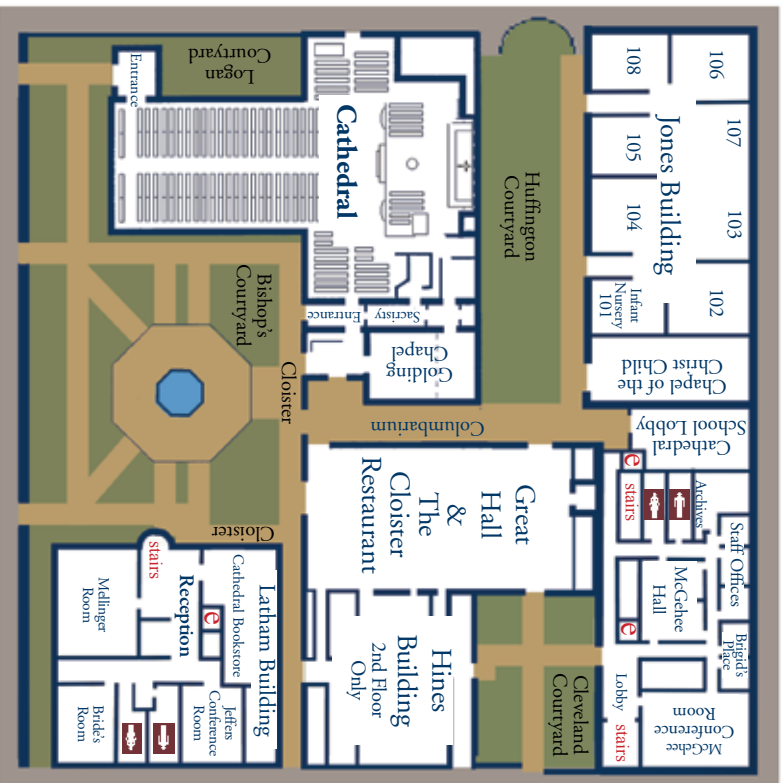 Logan
Courtyard
Entrance
Cathedral
Huffington
Courtyard
108
106
107
105
Jones Building
104
103
Infant
Nursery
101
102
Bishop's
Courtyard
Entrance
Sacristy
Golding
Chapel
Chapel of the
Christ Child
Cloister
Columbarium
Cathedral
School Lobby
e
stairs
Archives
Great
Hall
&
The
Cloister
Restaurant
Cloister
stairs
Mellinger
Room
Reception
e
Cathedral Bookstore
Latham Building
Bride's
Room
Jeffers
Conference
Room
Hines
Building
2nd Floor
Only
Cleveland
Courtyard
Staff Offices
McGehee
Hall
e
Brigid's
Place
Lobby
stairs
McGehee
Conference
Room